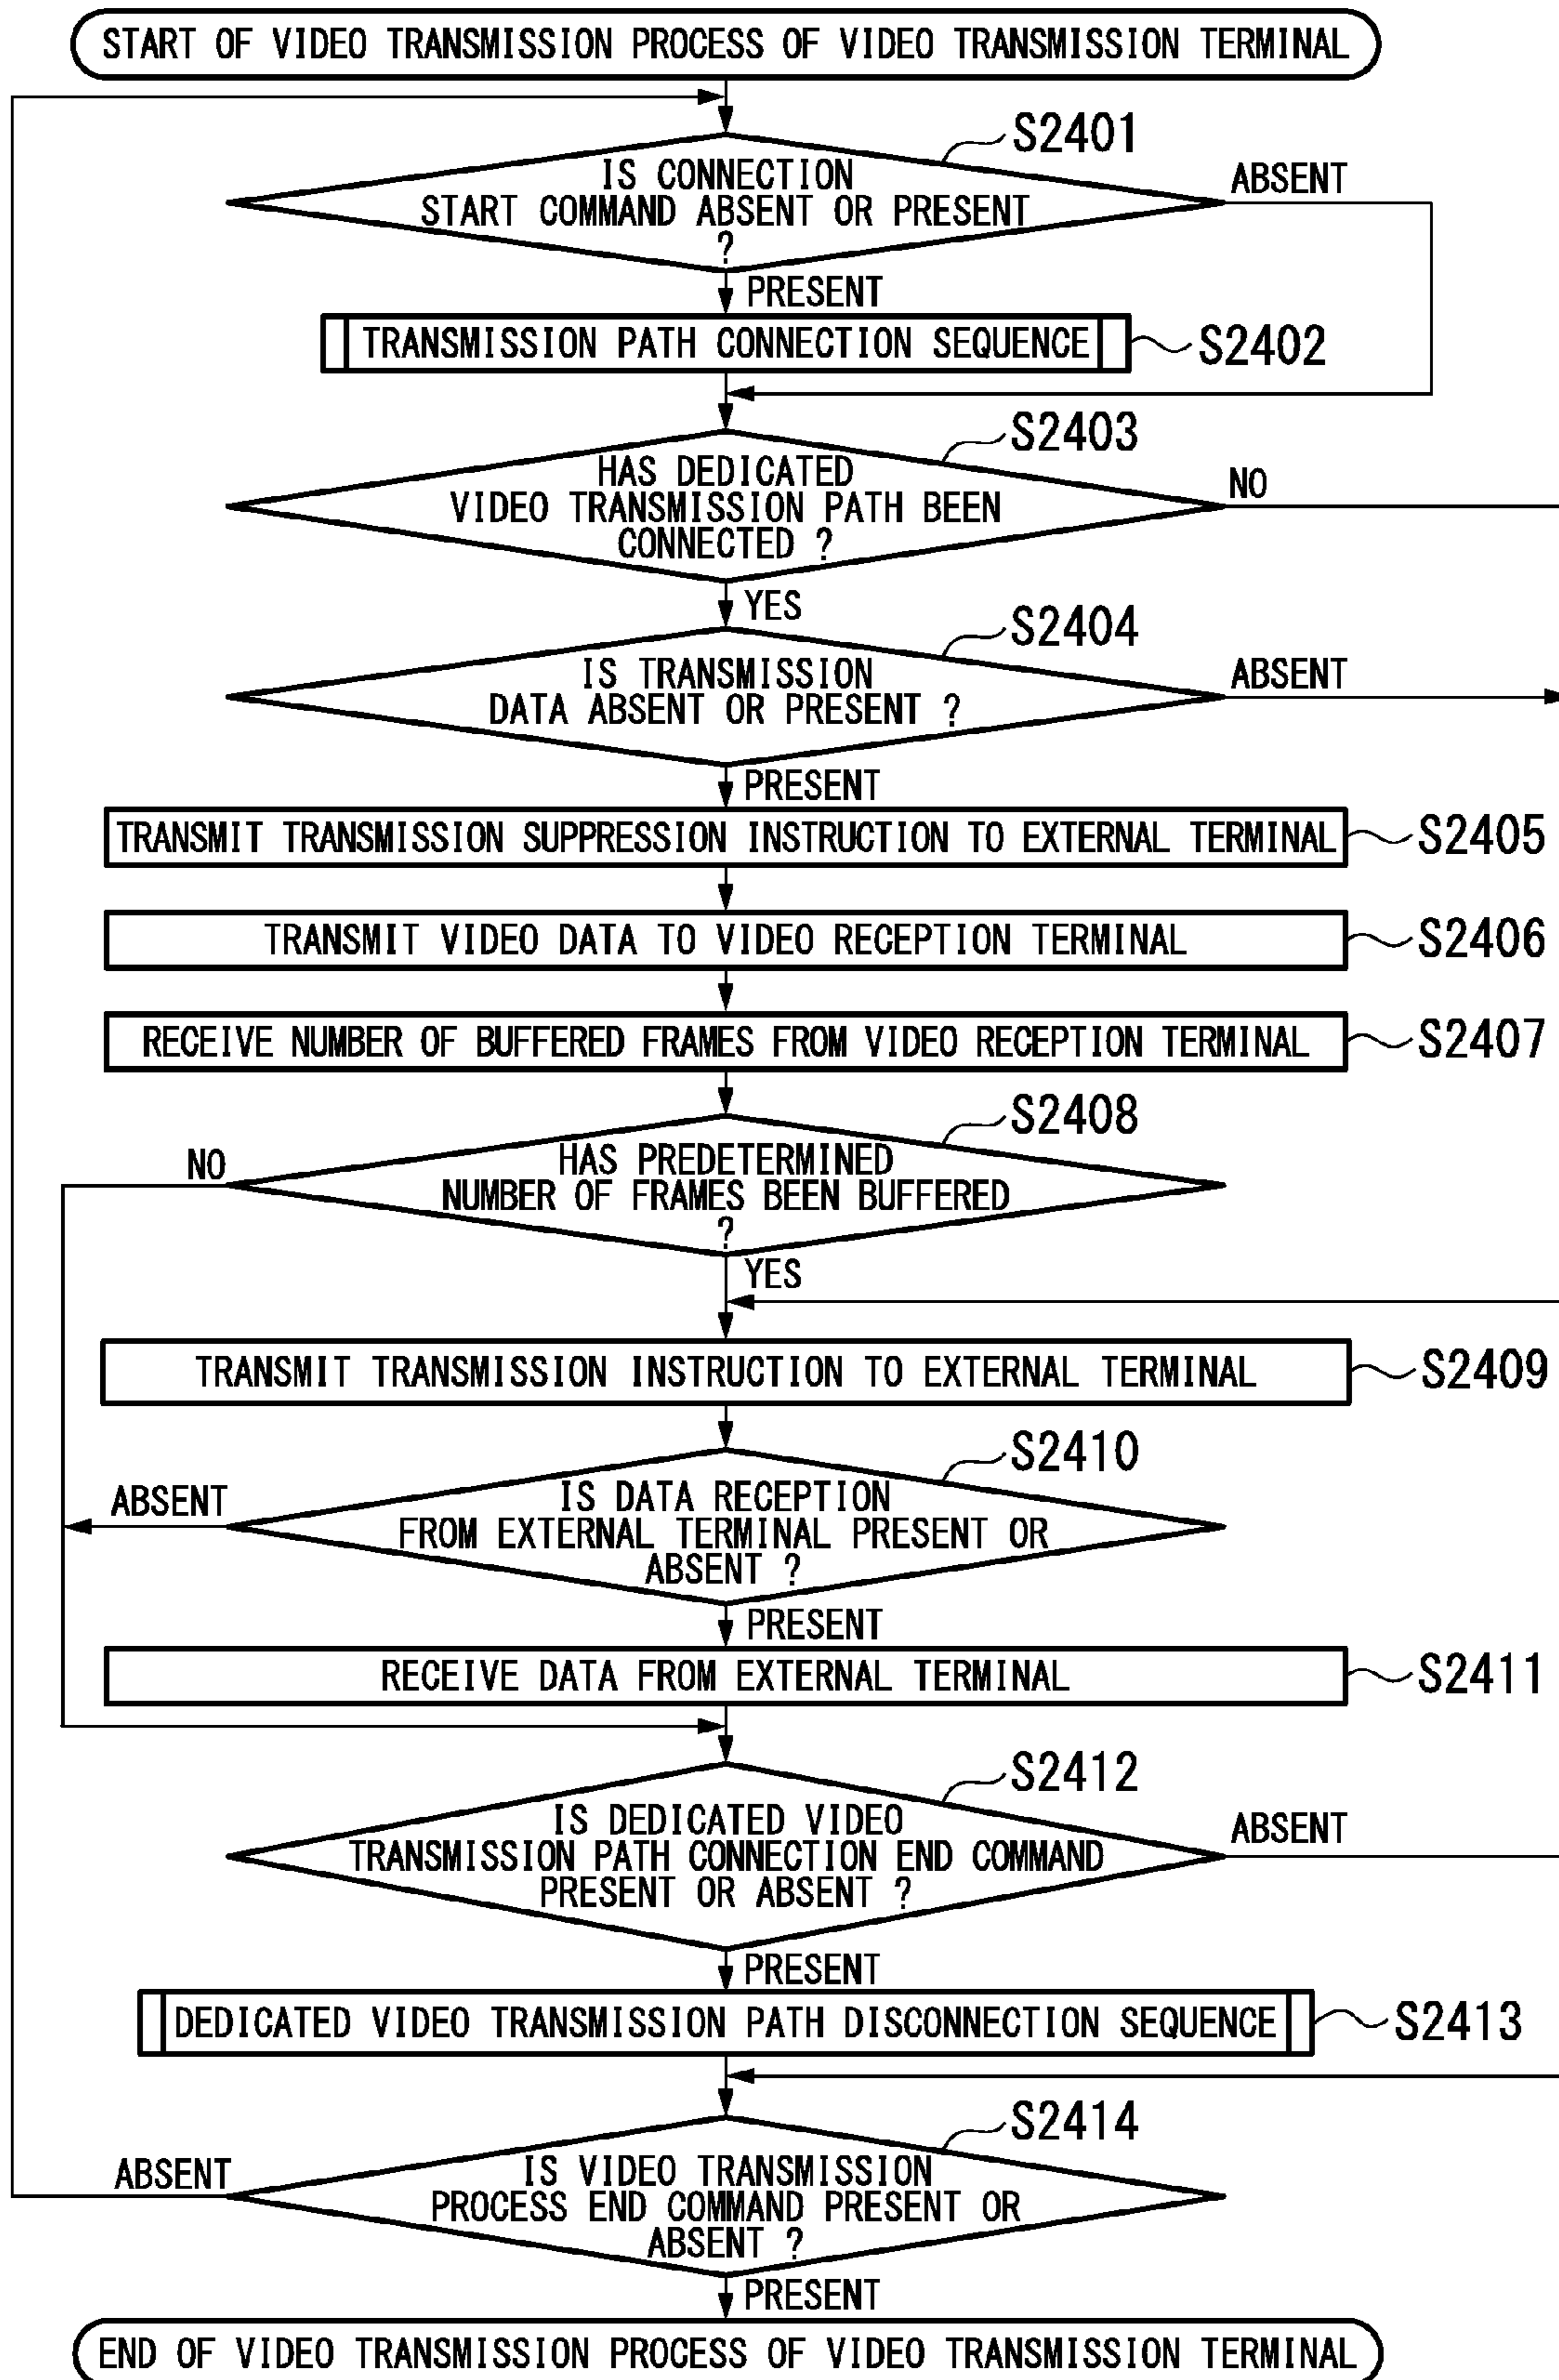 START OF VIDEO TRANSMISSION PROCESS OF VIDEO TRANSMISSION TERMINAL
S2401
IS CONNECTION
START COMMAND ABSENT OR PRESENT
?
ABSENT
PRESENT
TRANSMISSION PATH CONNECTION SEQUENCE
S2402
S2403
HAS DEDICATED
VIDEO TRANSMISSION PATH BEEN
CONNECTED ?
NO
YES
S2404
IS TRANSMISSION
DATA ABSENT OR PRESENT ?
ABSENT
PRESENT
TRANSMIT TRANSMISSION SUPPRESSION INSTRUCTION TO EXTERNAL TERMINAL
S2405
TRANSMIT VIDEO DATA TO VIDEO RECEPTION TERMINAL
S2406
RECEIVE NUMBER OF BUFFERED FRAMES FROM VIDEO RECEPTION TERMINAL
S2407
S2408
HAS PREDETERMINED
NUMBER OF FRAMES BEEN BUFFERED
?
NO
YES
TRANSMIT TRANSMISSION INSTRUCTION TO EXTERNAL TERMINAL
S2409
S2410
IS DATA RECEPTION
FROM EXTERNAL TERMINAL PRESENT OR
ABSENT ?
ABSENT
PRESENT
RECEIVE DATA FROM EXTERNAL TERMINAL
S2411
S2412
IS DEDICATED VIDEO
TRANSMISSION PATH CONNECTION END COMMAND
PRESENT OR ABSENT ?
ABSENT
PRESENT
DEDICATED VIDEO TRANSMISSION PATH DISCONNECTION SEQUENCE
S2413
S2414
IS VIDEO TRANSMISSION
PROCESS END COMMAND PRESENT OR
ABSENT ?
ABSENT
PRESENT
END OF VIDEO TRANSMISSION PROCESS OF VIDEO TRANSMISSION TERMINAL